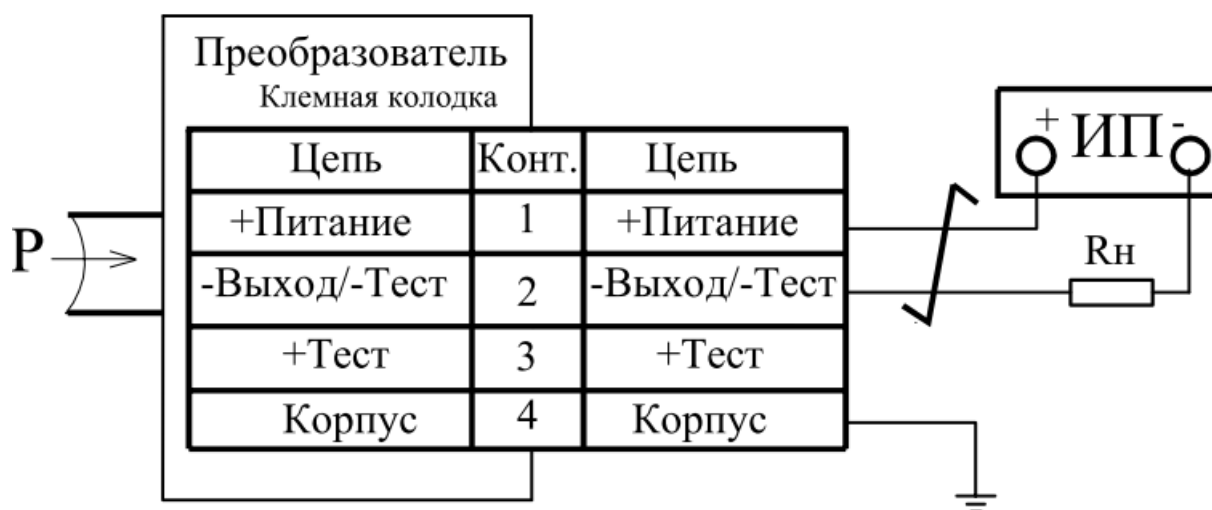 Преобразователь
Клемная колодка
Цепь Конт. Цепь
+Питание 1 +Питание
-Выход/-Тест 2 -Выход/-Тест
+Тест 3 +Тест
Корпус 4 Корпус
P
+ ИП -
Rн